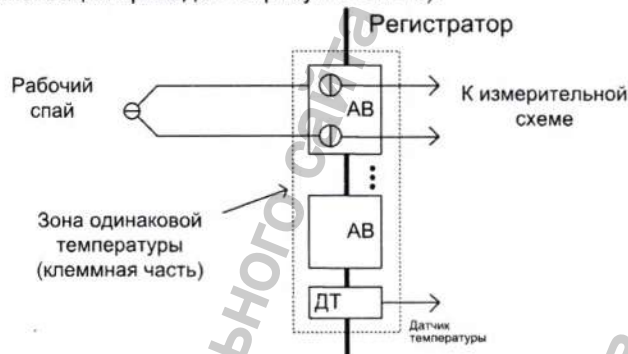 Регистратор
Рабочий
спай
АВ
К измерительной
схеме
Зона одинаковой
температуры
(клеммная часть)
АВ
ДТ
Датчик
температуры